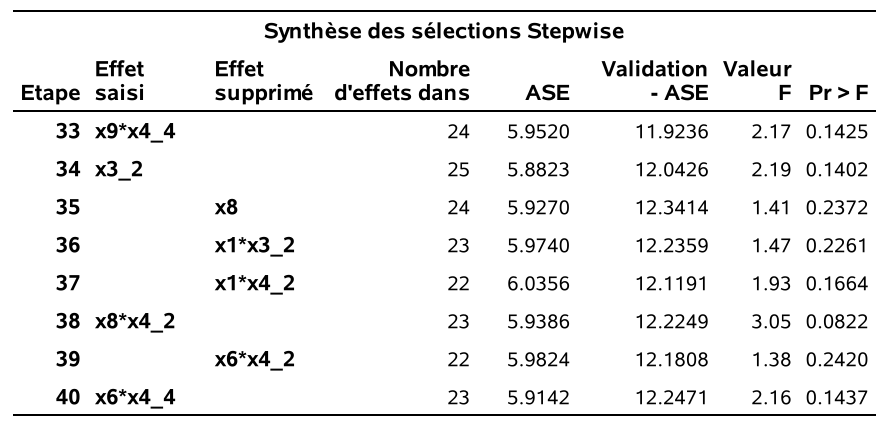 Synthèse des sélections Stepwise
Effet Effet Nombre Validation Valeur
Etape saisi supprimé d'effets dans ASE - ASE F Pr > F
33 x9*x4_4 24 5.9520 11.9236 2.17 0.1425
34 x3_2 25 5.8823 12.0426 2.19 0.1402
35 x8 24 5.9270 12.3414 1.41 0.2372
36 x1*x3_2 23 5.9740 12.2359 1.47 0.2261
37 x1*x4_2 22 6.0356 12.1191 1.93 0.1664
38 x8*x4_2 23 5.9386 12.2249 3.05 0.0822
39 x6*x4_2 22 5.9824 12.1808 1.38 0.2420
40 x6*x4_4 23 5.9142 12.2471 2.16 0.1437